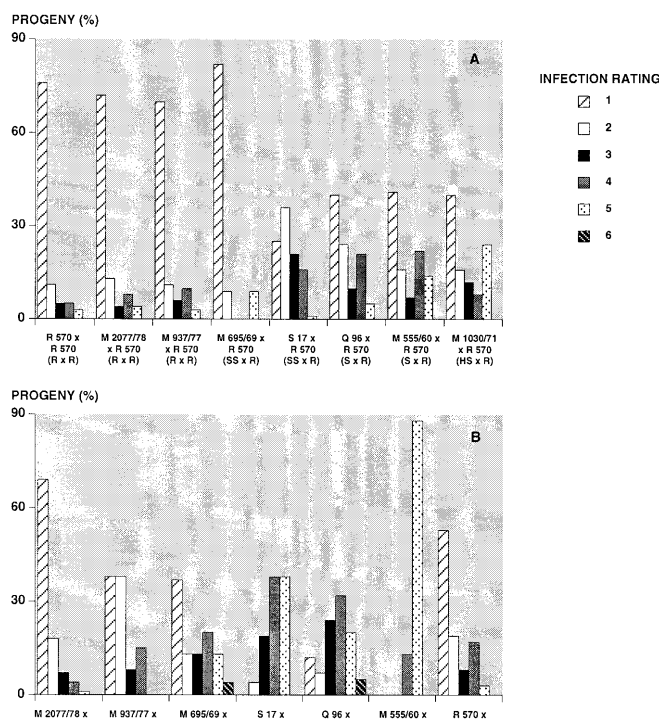 PROGENY (%)
90
A
60
30
0
R 570 x
R 570
(R x R)
M 2077/78
x R 570
(R x R)
M 937/77
x R 570
(R x R)
M 695/69 x
R 570
(SS x R)
S 17 x
R 570
(SS x R)
Q 96 x
R 570
(S x R)
M 555/60 x
R 570
(S x R)
M 1030/71
x R 570
(HS x R)
INFECTION RATING
1
2
3
4
5
6
PROGENY (%)
90
B
60
30
0
M 2077/78 x
M 937/77 x
M 695/69 x
S 17 x
Q 96 x
M 555/60 x
R 570 x